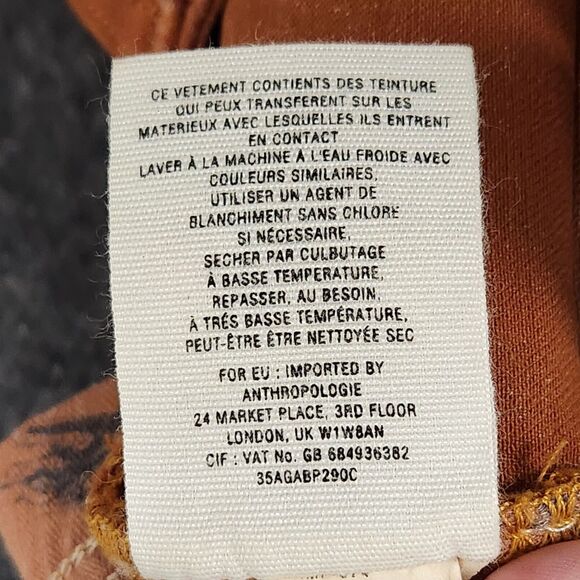 CE VETEMENT CONTIENTS DES TEINTURE
QUI PEUX TRANSFERENT SUR LES
MATERIEUX AVEC LESQUELLES ILS ENTRENT
EN CONTACT
LAVER À LA MACHINE A L'EAU FROIDE AVEC
COULEURS SIMILAIRES,
UTILISER UN AGENT DE
BLANCHIMENT SANS CHLORE
SI NÉCESSAIRE,
SECHER PAR CULBUTAGE
À BASSE TEMPERATURE,
REPASSER, AU BESOIN,
À TRÉS BASSE TEMPÉRATURE,
PEUT-ÊTRE ÊTRE NETTOYÉE SEC
FOR EU : IMPORTED BY
ANTHROPOLOGIE
24 MARKET PLACE, 3RD FLOOR
LONDON, UK W1W8AN
CIF : VAT No. GB 684936382
35AGABP290C